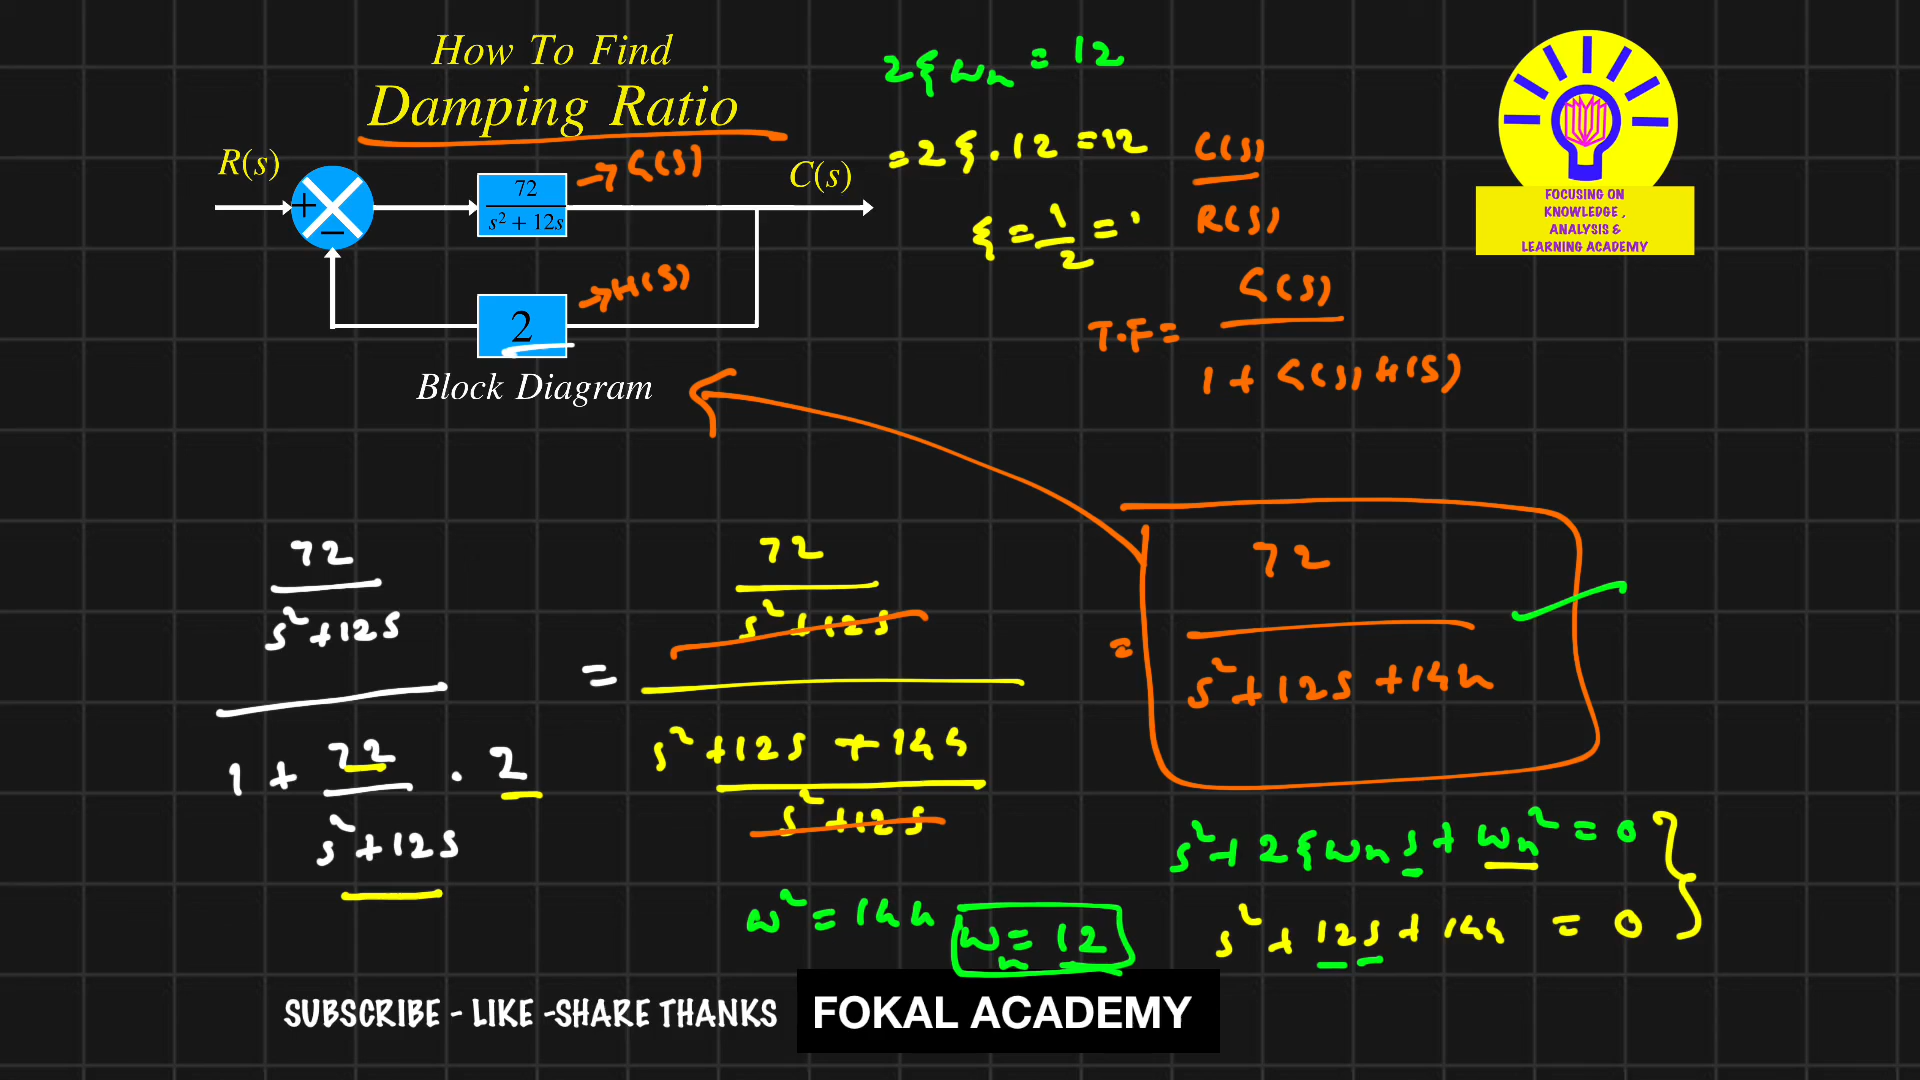 How To Find
Damping Ratio
R(s)
+
−
72
s² + 12s
→ G(S)
C(s)
2
→ H(S)
Block Diagram
2ξωn = 12
= 2ξ . 12 = 12
ξ = 1/2 = '
C(S)
R(S)
T.F = G(S)
1 + G(S) H(S)
FOCUSING ON
KNOWLEDGE ,
ANALYSIS &
LEARNING ACADEMY
72
s²+12s
1 + 72 . 2
s²+12s
=
72
s²+12s
s²+12s + 144
s²+12s
=
72
s²+12s +144
s²+2ξωn s + ωn² = 0
s² + 12s + 144 = 0
ω² = 144
ωn = 12
SUBSCRIBE - LIKE -SHARE THANKS
FOKAL ACADEMY